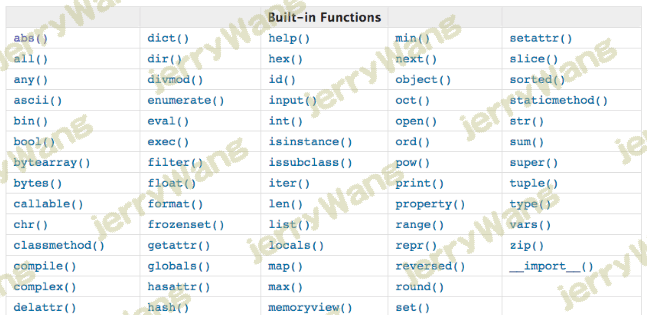 Built-in Functions
abs() dict() help() min() setattr()
all() dir() hex() next() slice()
any() divmod() id() object() sorted()
ascii() enumerate() input() oct() staticmethod()
bin() eval() int() open() str()
bool() exec() isinstance() ord() sum()
bytearray() filter() issubclass() pow() super()
bytes() float() iter() print() tuple()
callable() format() len() property() type()
chr() frozenset() list() range() vars()
classmethod() getattr() locals() repr() zip()
compile() globals() map() reversed() __import__()
complex() hasattr() max() round()
delattr() hash() memoryview() set()
jerryWang
jerryWang
jerryWang
jerryWang
jerryWang
jerryWang
jerryWang
jerryWang